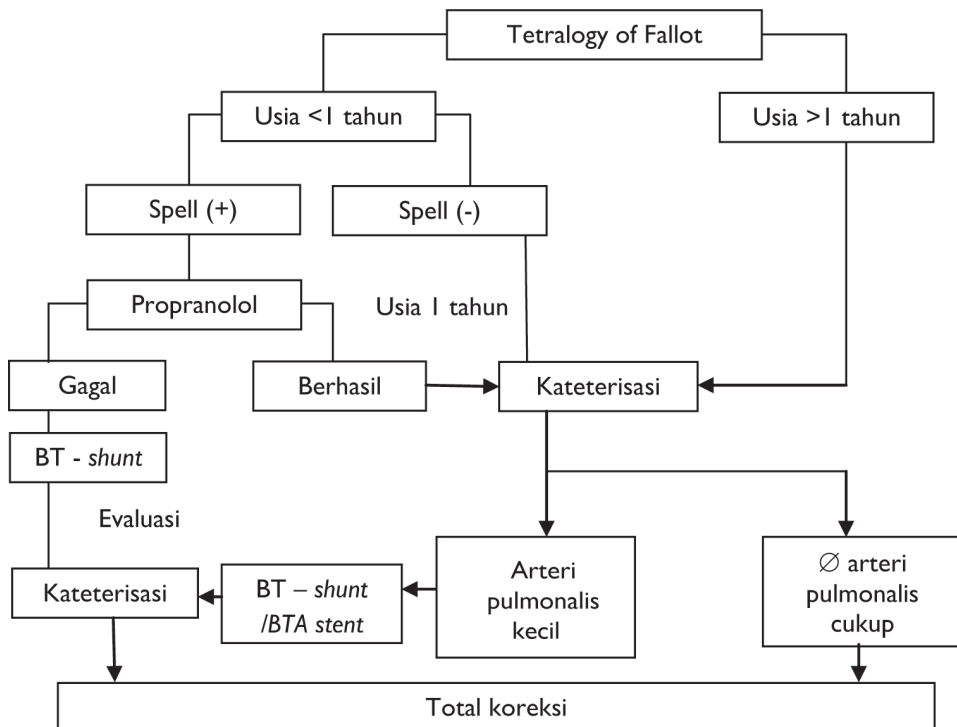 Tetralogy of Fallot
Usia <1 tahun
Usia >1 tahun
Spell (+)
Spell (-)
Propranolol
Usia 1 tahun
Gagal
Berhasil
Kateterisasi
BT - shunt
Evaluasi
Kateterisasi
BT – shunt
/BTA stent
Arteri
pulmonalis
kecil
∅ arteri
pulmonalis
cukup
Total koreksi